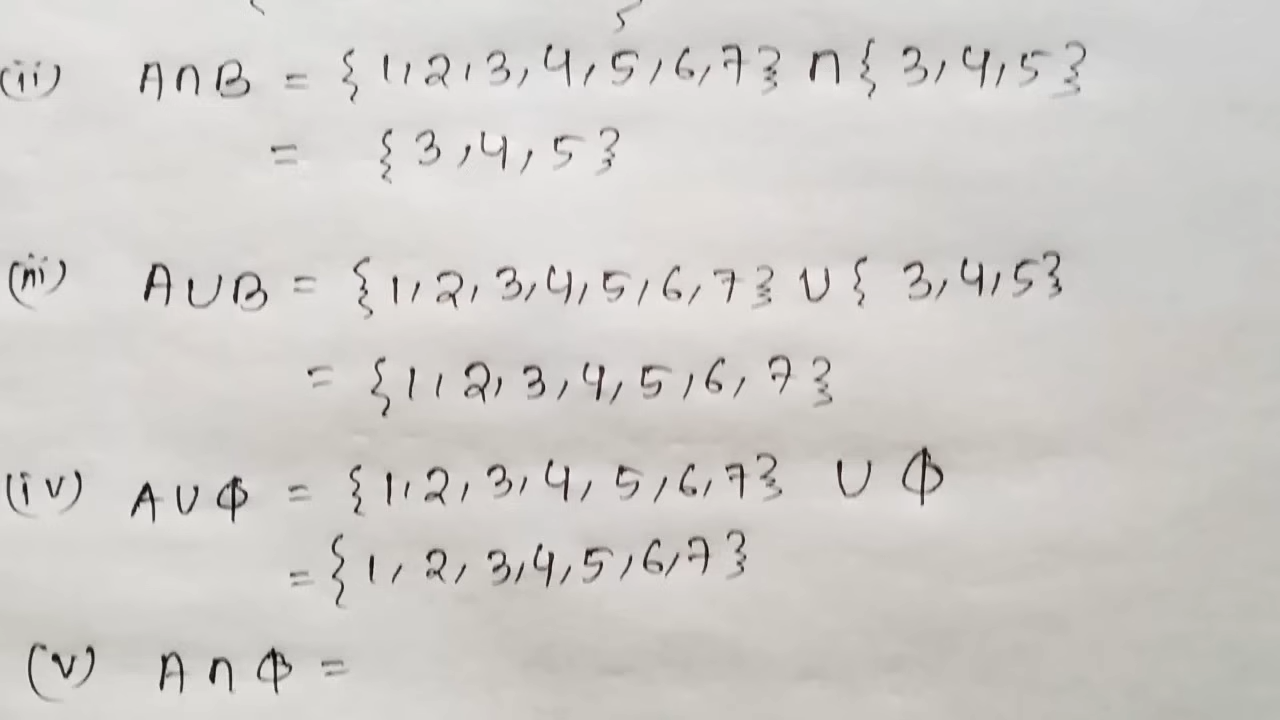 (ii) A∩B = {1,2,3,4,5,6,7} ∩ {3,4,5}
= {3,4,5}
(iii) A∪B = {1,2,3,4,5,6,7} ∪ {3,4,5}
= {1,2,3,4,5,6,7}
(iv) A∪Φ = {1,2,3,4,5,6,7} ∪ Φ
= {1,2,3,4,5,6,7}
(v) A∩Φ =